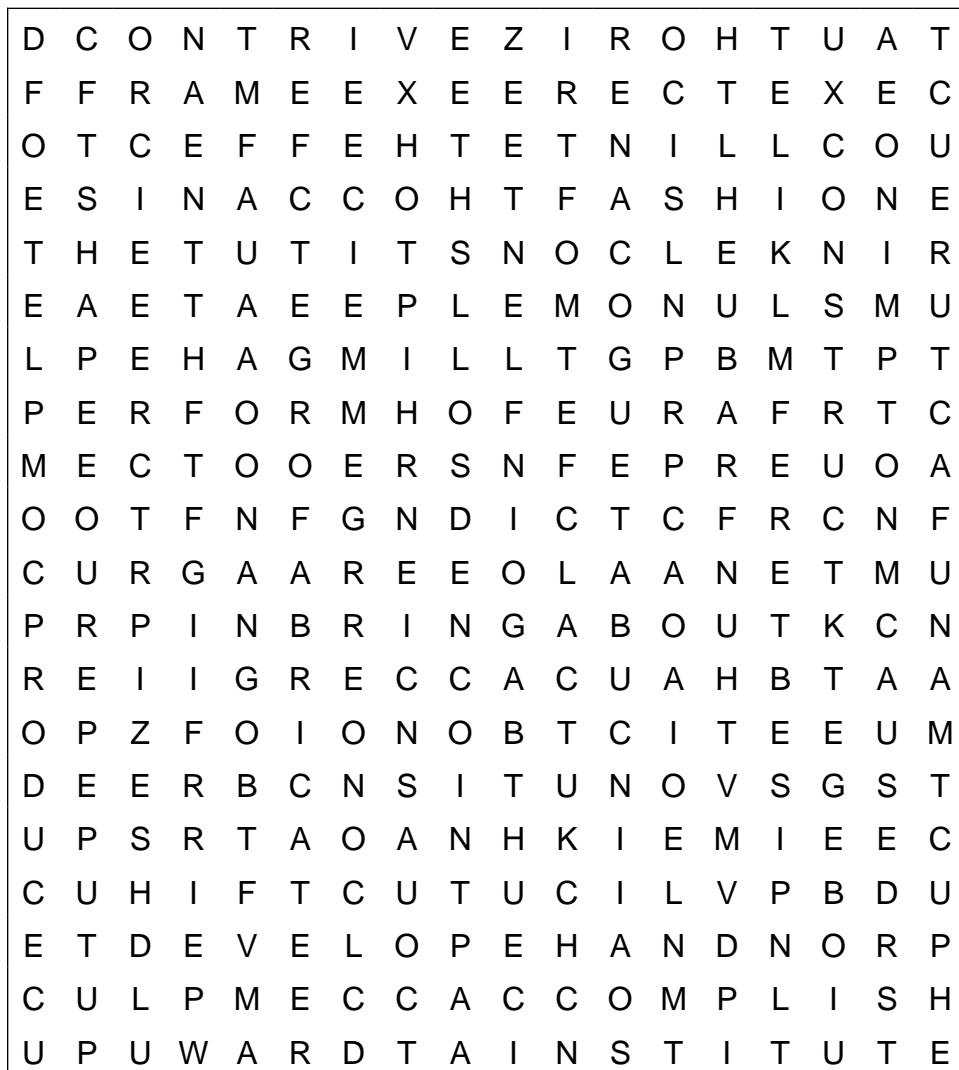 D C O N T R I V E Z I R O H T U A T
F F R A M E E X E E R E C T E X E C
O T C E F F E H T E T N I L L C O U
E S I N A C C O H T F A S H I O N E
T H E T U T I T S N O C L E K N I R
E A E T A E E P L E M O N U L S M U
L P E H A G M I L L T G P B M T P T
P E R F O R M H O F E U R A F R T C
M E C T O O E R S N F E P R E U O A
O O T F N F G N D I C T C F R C N F
C U R G A A R E E O L A A N E T M U
P R P I N B R I N G A B O U T K C N
R E I I G R E C C A C U A H B T A A
O P Z F O I O N O B T C I T E E U M
D E E R B C N S I T U N O V S G S T
U P S R T A O A N H K I E M I E E C
C U H I F T C U T U C I L V P B D U
E T D E V E L O P E H A N D N O R P
C U L P M E C C A C C O M P L I S H
U P U W A R D T A I N S T I T U T E